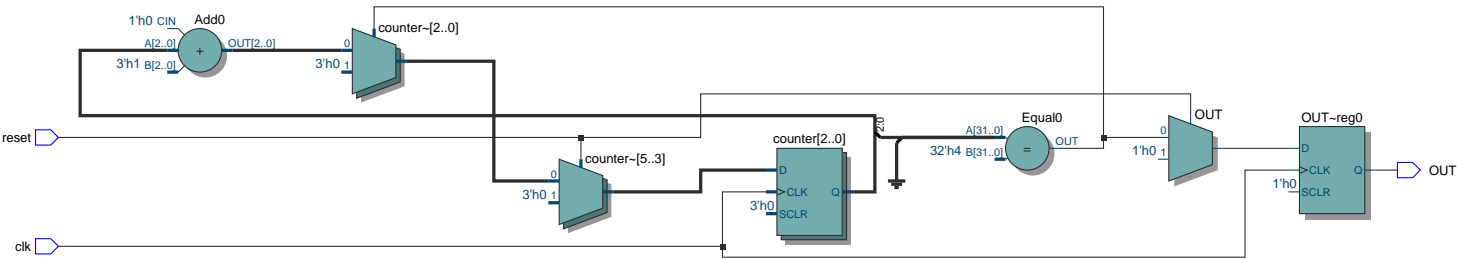 Add0
1'h0 CIN
A[2..0]
3'h1 B[2..0]
+
OUT[2..0]
counter~[2..0]
0
3'h0 1
reset
counter~[5..3]
0
3'h0 1
counter[2..0]
D
CLK
3'h0 SCLR
Q
2:0
Equal0
A[31..0]
32'h4 B[31..0]
=
OUT
OUT
0
1'h0 1
OUT~reg0
D
CLK
1'h0 SCLR
Q
OUT
clk